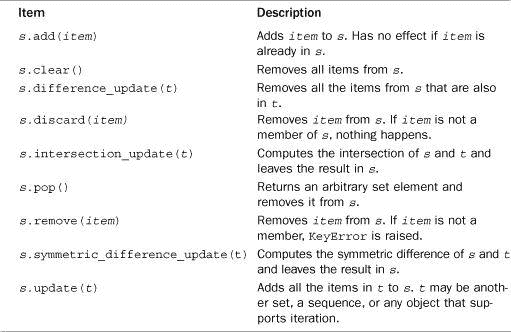 Item Description
s.add(item) Adds item to s. Has no effect if item is
already in s.
s.clear() Removes all items from s.
s.difference_update(t) Removes all the items from s that are also
in t.
s.discard(item) Removes item from s. If item is not a
member of s, nothing happens.
s.intersection_update(t) Computes the intersection of s and t and
leaves the result in s.
s.pop() Returns an arbitrary set element and
removes it from s.
s.remove(item) Removes item from s. If item is not a
member, KeyError is raised.
s.symmetric_difference_update(t) Computes the symmetric difference of s and t
and leaves the result in s.
s.update(t) Adds all the items in t to s. t may be anoth-
er set, a sequence, or any object that sup-
ports iteration.